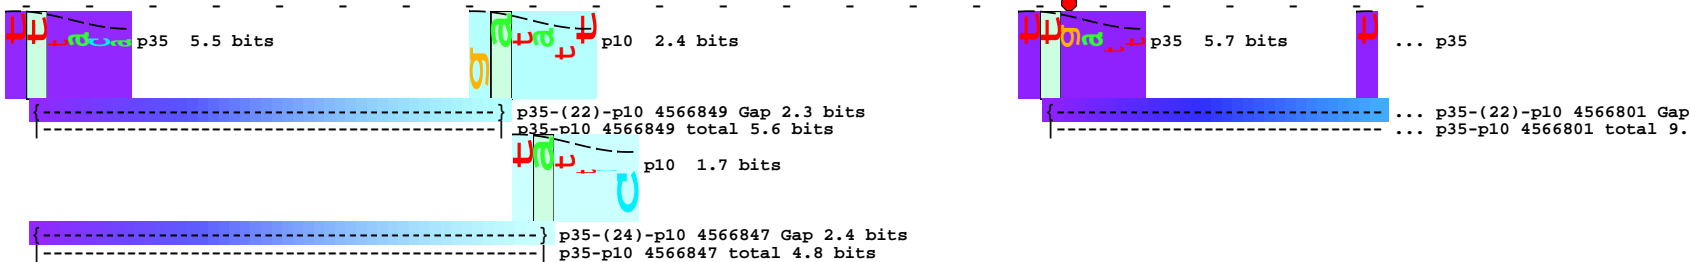 p35 5.5 bits
p10 2.4 bits
p35 5.7 bits
... p35
p35-(22)-p10 4566849 Gap 2.3 bits
... p35-(22)-p10 4566801 Gap
p35-p10 4566849 total 5.6 bits
... p35-p10 4566801 total 9.
p10 1.7 bits
p35-(24)-p10 4566847 Gap 2.4 bits
p35-p10 4566847 total 4.8 bits